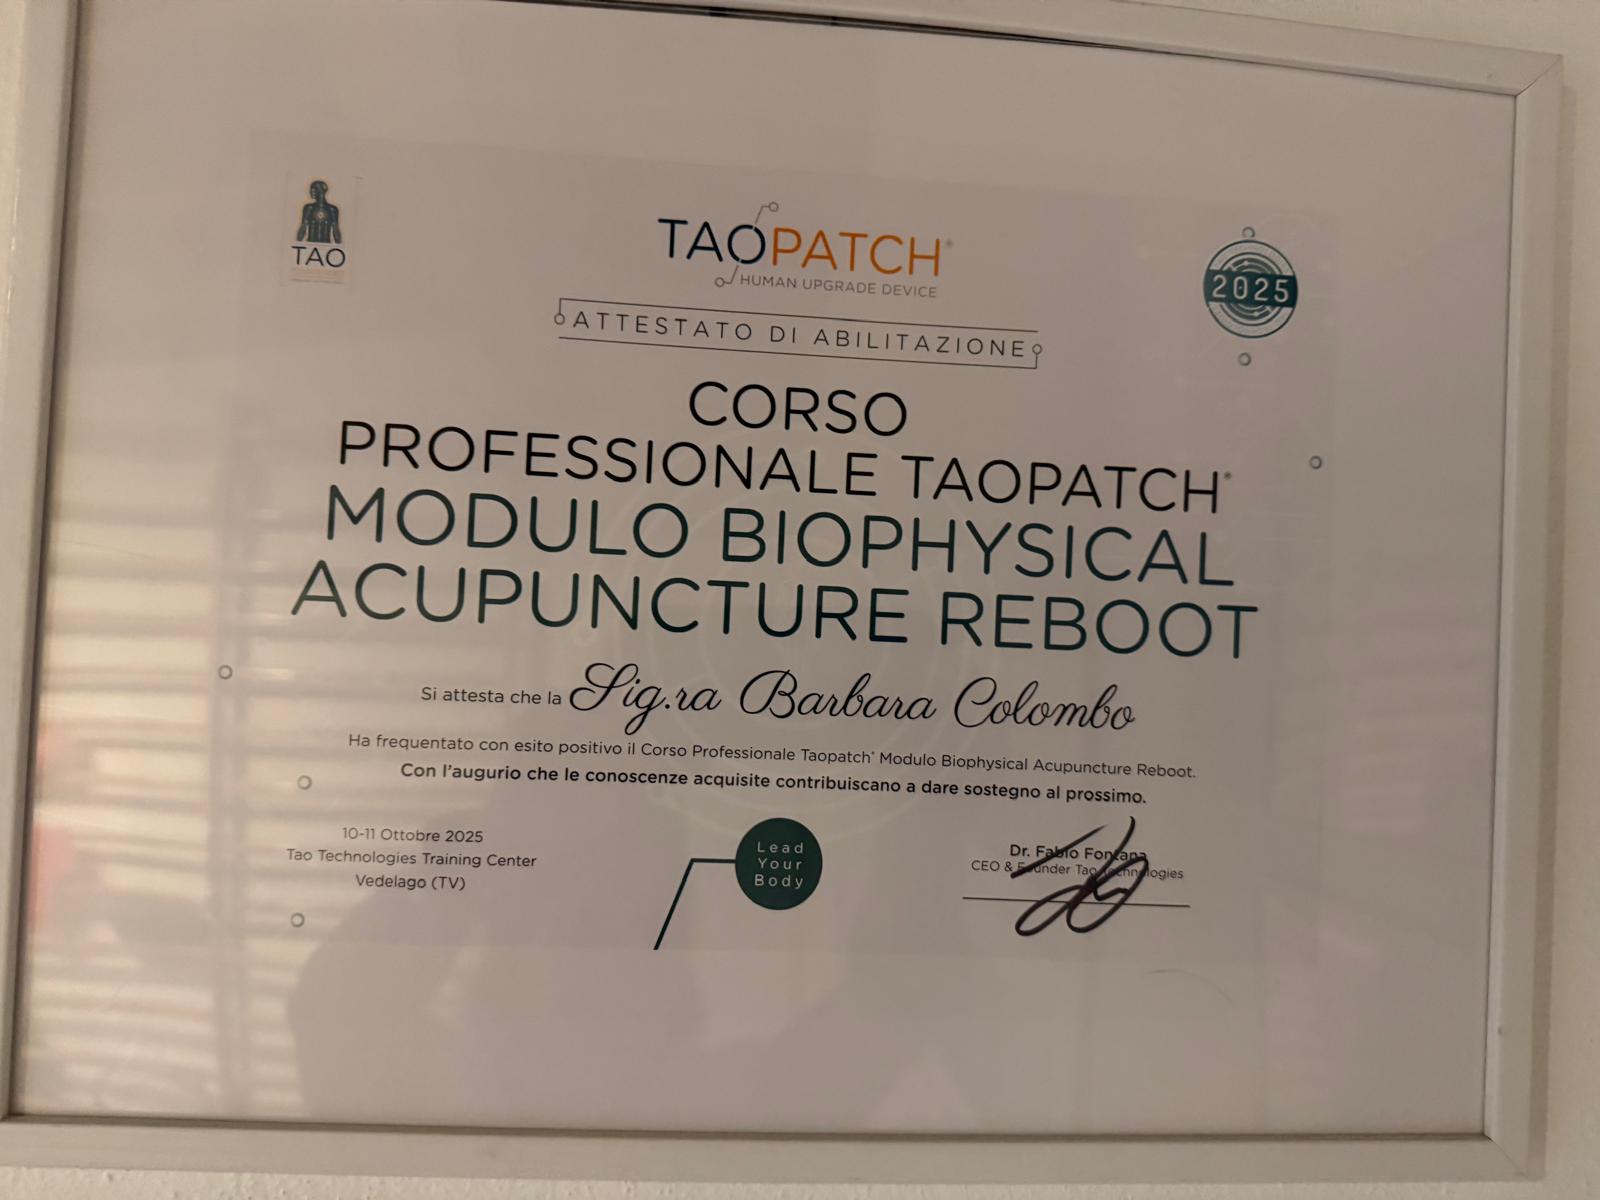 TAO
TAOPATCH®
HUMAN UPGRADE DEVICE
2025
ATTESTATO DI ABILITAZIONE
CORSO
PROFESSIONALE TAOPATCH®
MODULO BIOPHYSICAL
ACUPUNCTURE REBOOT
Si attesta che la Sig.ra Barbara Colombo
Ha frequentato con esito positivo il Corso Professionale Taopatch® Modulo Biophysical Acupuncture Reboot.
Con l'augurio che le conoscenze acquisite contribuiscano a dare sostegno al prossimo.
10-11 Ottobre 2025
Tao Technologies Training Center
Vedelago (TV)
Lead
Your
Body
Dr. Fabio Fontana
CEO & Founder Tao Technologies